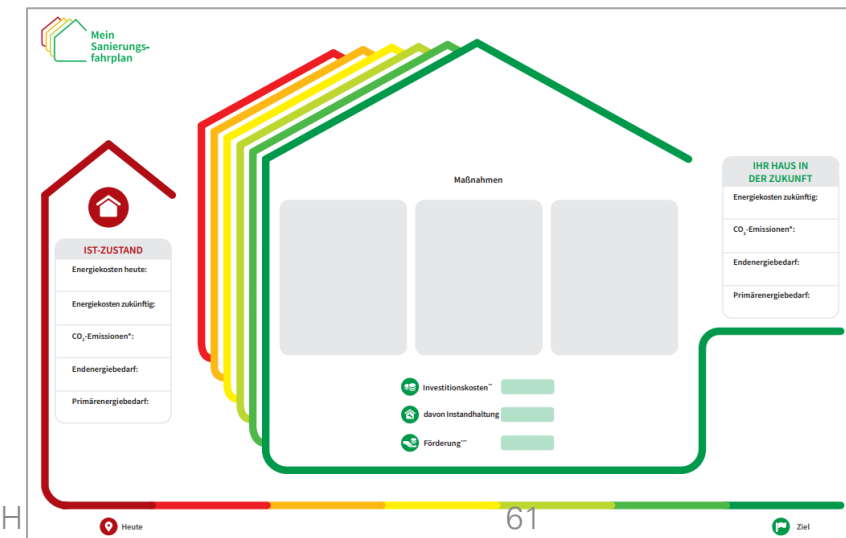 Mein
Sanierungs-
fahrplan
IST-ZUSTAND
Energiekosten heute:
Energiekosten zukünftig:
CO₂-Emissionen*:
Endenergiebedarf:
Primärenergiebedarf:
Maßnahmen
Investitionskosten**
davon Instandhaltung
Förderung***
IHR HAUS IN
DER ZUKUNFT
Energiekosten zukünftig:
CO₂-Emissionen*:
Endenergiebedarf:
Primärenergiebedarf:
H
61
Heute
Ziel